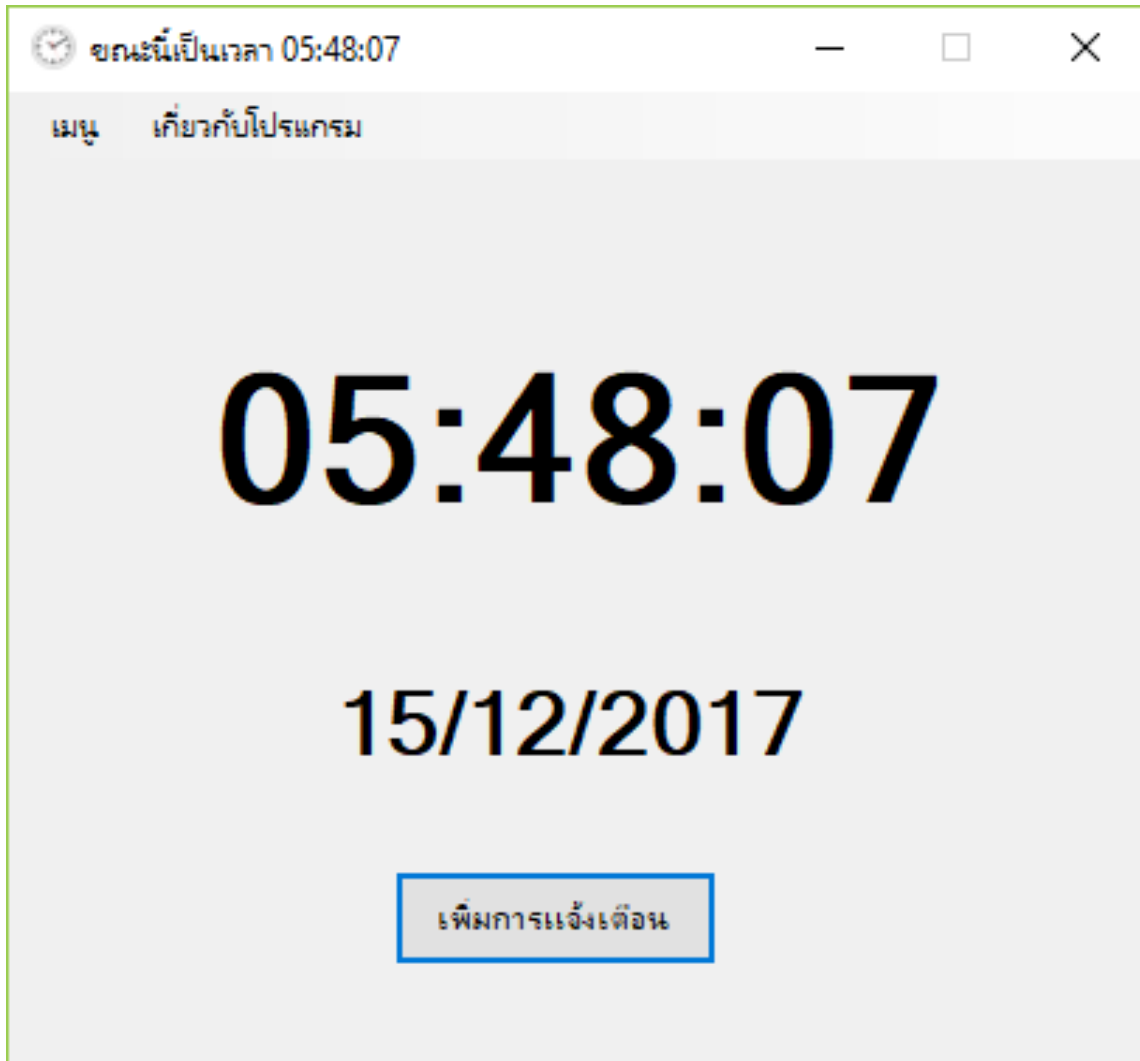 ขณะนี้เป็นเวลา 05:48:07
เมนู เกี่ยวกับโปรแกรม
05:48:07
15/12/2017
เพิ่มการแจ้งเตือน